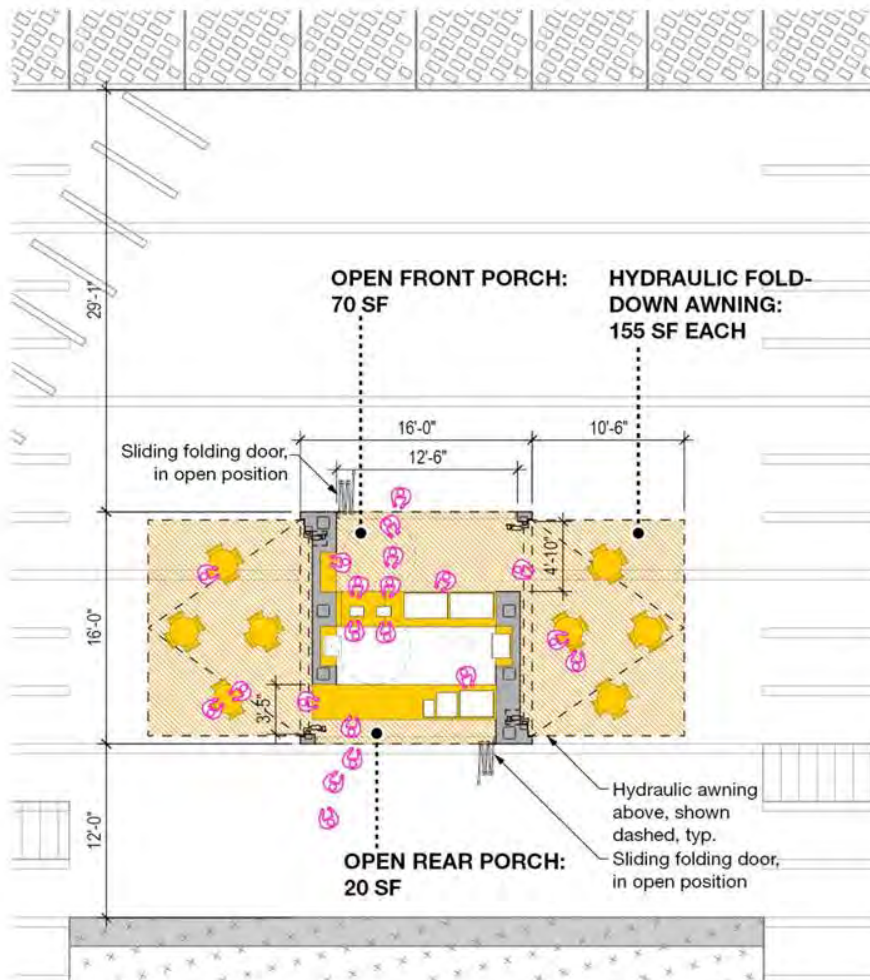 OPEN FRONT PORCH:
70 SF
HYDRAULIC FOLD-
DOWN AWNING:
155 SF EACH
29'-1"
16'-0"
10'-6"
Sliding folding door,
in open position
12'-6"
4'-10"
16'-0"
3'-5"
12'-0"
Hydraulic awning
above, shown
dashed, typ.
Sliding folding door,
in open position
OPEN REAR PORCH:
20 SF